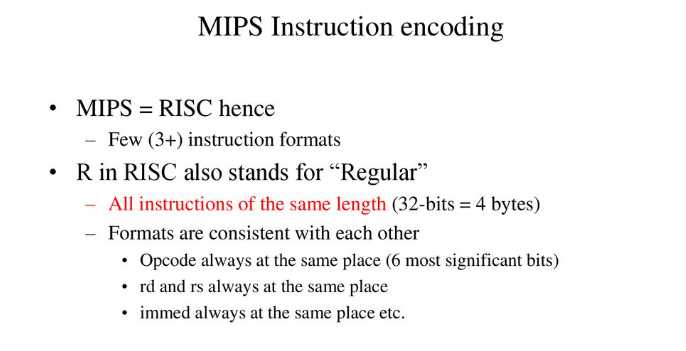 MIPS Instruction encoding
• MIPS = RISC hence
– Few (3+) instruction formats
• R in RISC also stands for “Regular”
– All instructions of the same length (32-bits = 4 bytes)
– Formats are consistent with each other
• Opcode always at the same place (6 most significant bits)
• rd and rs always at the same place
• immed always at the same place etc.